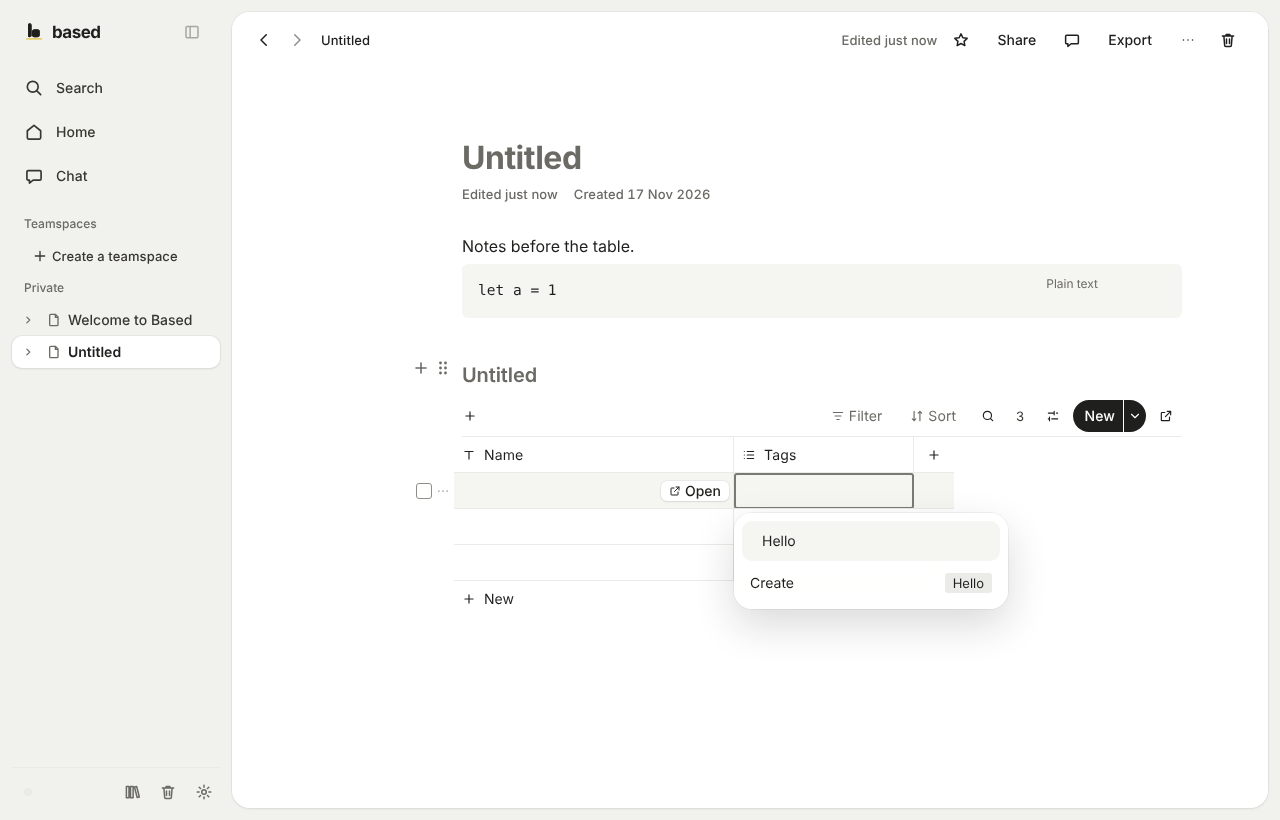 based
Search
Home
Chat
Teamspaces
Create a teamspace
Private
Welcome to Based
Untitled
Untitled
Edited just now
Share
Export
Untitled
Edited just now Created 17 Nov 2026
Notes before the table.
let a = 1
Plain text
Untitled
Filter
Sort
3
New
Name
Tags
Open
Hello
Create
Hello
New